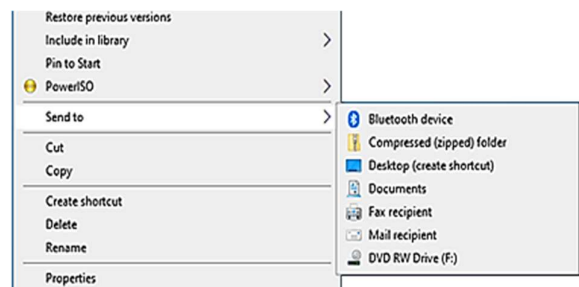 Restore previous versions
Include in library
Pin to Start
PowerISO
Send to
Cut
Copy
Create shortcut
Delete
Rename
Properties
Bluetooth device
Compressed (zipped) folder
Desktop (create shortcut)
Documents
Fax recipient
Mail recipient
DVD RW Drive (F:)